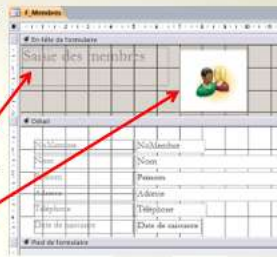 F_Membres
En-tête de formulaire
Saisie des membres
Détail
NoMembre NoMembre
Nom Nom
Prénom Prénom
Adresse Adresse
Téléphone Téléphone
Date de naissance Date de naissance
Pied de formulaire